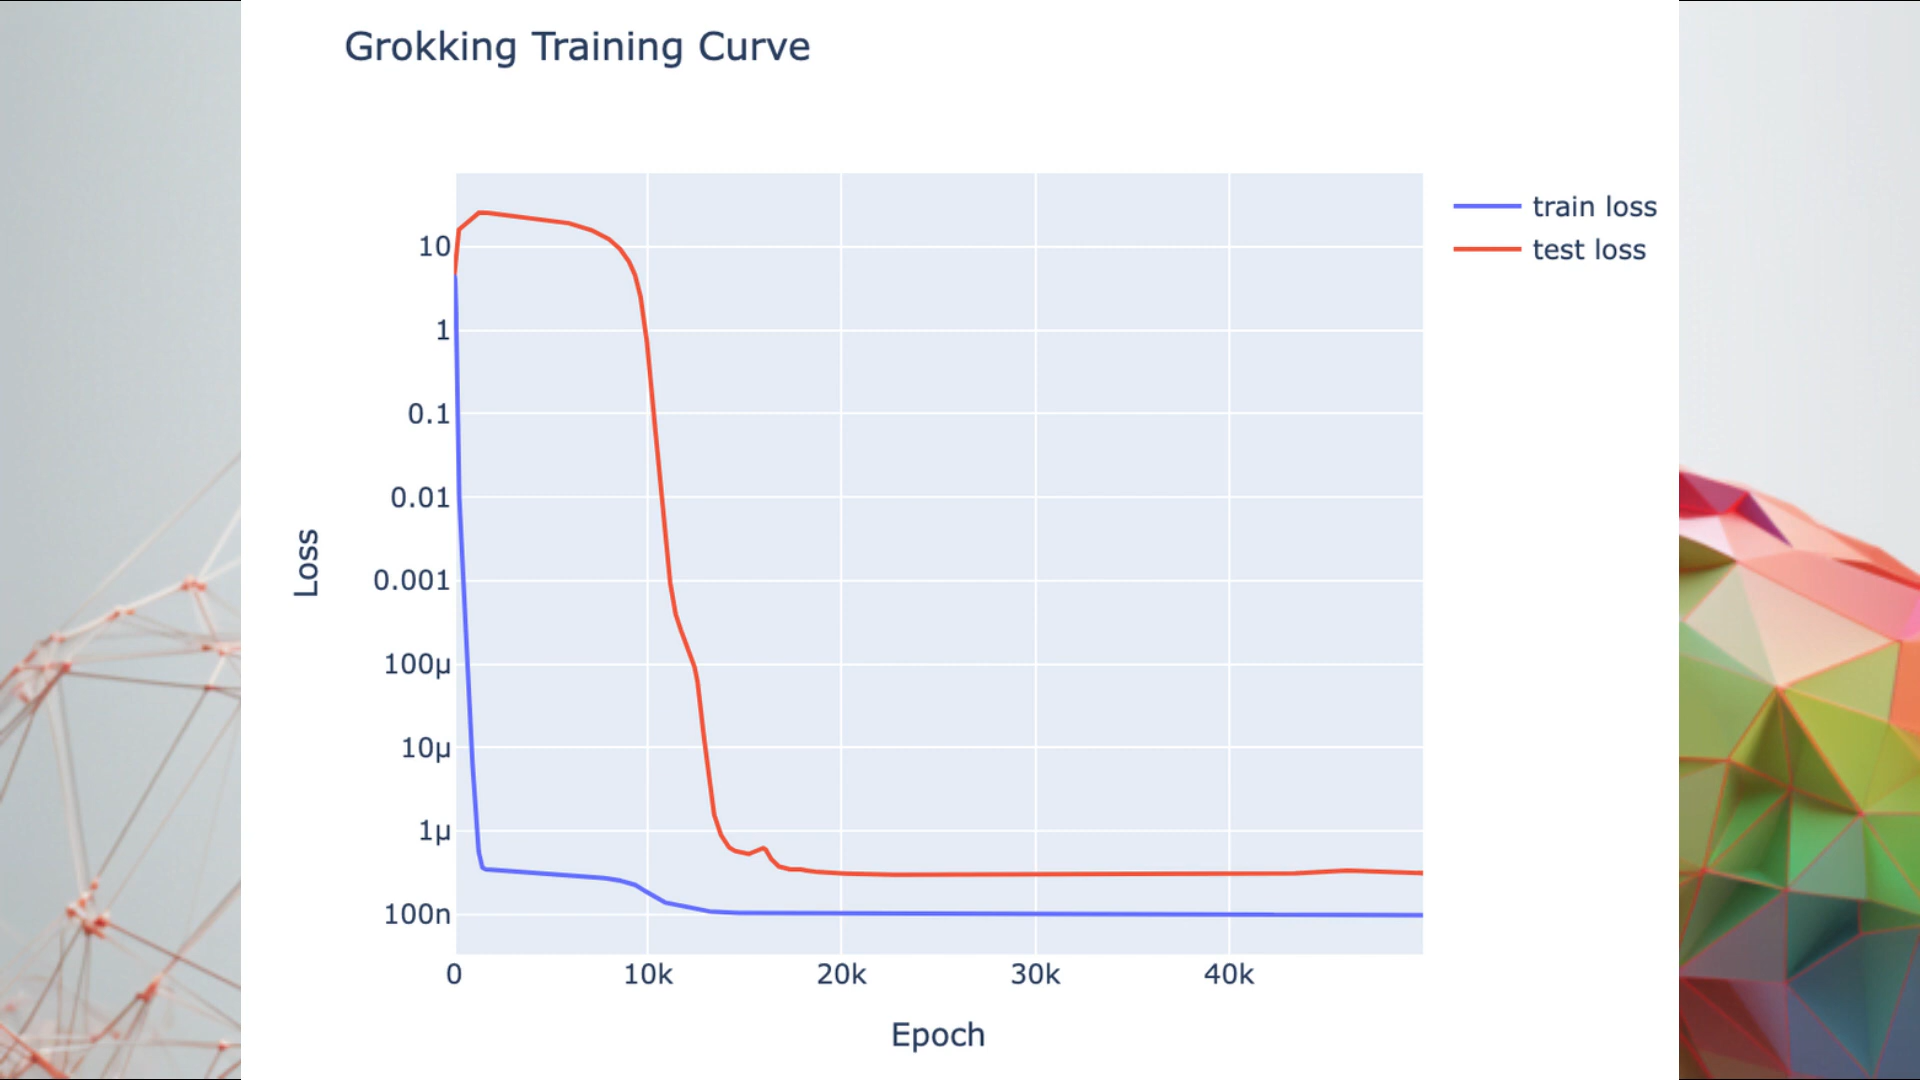 Grokking Training Curve
train loss
test loss
10
1
0.1
0.01
0.001
100μ
10μ
1μ
100n
Loss
0
10k
20k
30k
40k
Epoch